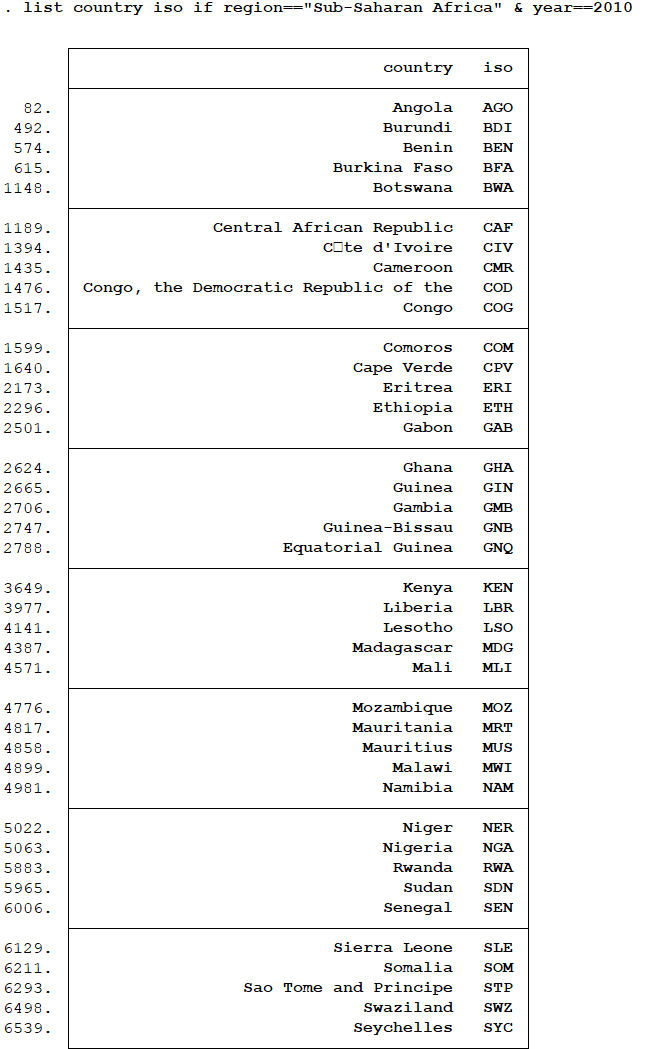 . list country iso if region=="Sub-Saharan Africa" & year==2010
country iso
82. Angola AGO
492. Burundi BDI
574. Benin BEN
615. Burkina Faso BFA
1148. Botswana BWA
1189. Central African Republic CAF
1394. C□te d'Ivoire CIV
1435. Cameroon CMR
1476. Congo, the Democratic Republic of the COD
1517. Congo COG
1599. Comoros COM
1640. Cape Verde CPV
2173. Eritrea ERI
2296. Ethiopia ETH
2501. Gabon GAB
2624. Ghana GHA
2665. Guinea GIN
2706. Gambia GMB
2747. Guinea-Bissau GNB
2788. Equatorial Guinea GNQ
3649. Kenya KEN
3977. Liberia LBR
4141. Lesotho LSO
4387. Madagascar MDG
4571. Mali MLI
4776. Mozambique MOZ
4817. Mauritania MRT
4858. Mauritius MUS
4899. Malawi MWI
4981. Namibia NAM
5022. Niger NER
5063. Nigeria NGA
5883. Rwanda RWA
5965. Sudan SDN
6006. Senegal SEN
6129. Sierra Leone SLE
6211. Somalia SOM
6293. Sao Tome and Principe STP
6498. Swaziland SWZ
6539. Seychelles SYC